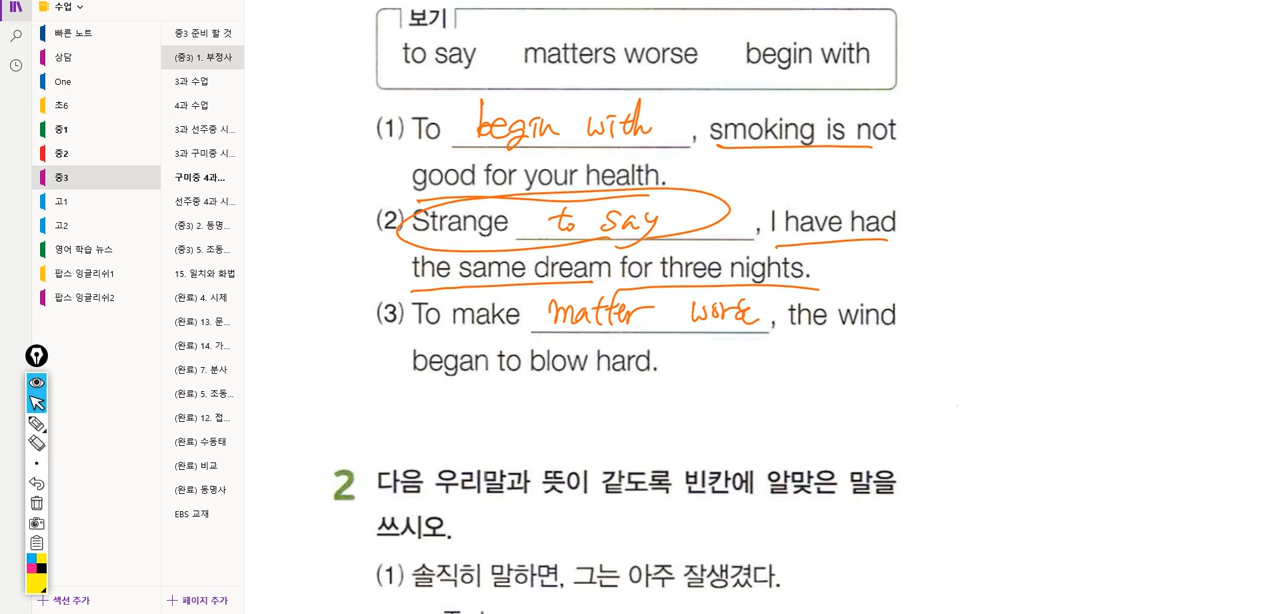 수업
빠른 노트
상담
One
초6
중1
중2
중3
고1
고2
영어 학습 뉴스
팝스 잉글리쉬1
팝스 잉글리쉬2
섹션 추가
중3 준비 할 것
(중3) 1. 부정사
3과 수업
4과 수업
3과 선주중 시...
3과 구미중 시...
구미중 4과...
선주중 4과 시...
(중3) 2. 동명...
(중3) 5. 조동...
15. 일치와 화법
(완료) 4. 시제
(완료) 13. 문...
(완료) 14. 가...
(완료) 7. 분사
(완료) 5. 조동...
(완료) 12. 접...
(완료) 수동태
(완료) 비교
(완료) 동명사
EBS 교재
페이지 추가
보기
to say matters worse begin with
(1) To begin with, smoking is not
good for your health.
(2) Strange to say, I have had
the same dream for three nights.
(3) To make matter worse, the wind
began to blow hard.
2 다음 우리말과 뜻이 같도록 빈칸에 알맞은 말을
쓰시오.
(1) 솔직히 말하면, 그는 아주 잘생겼다.